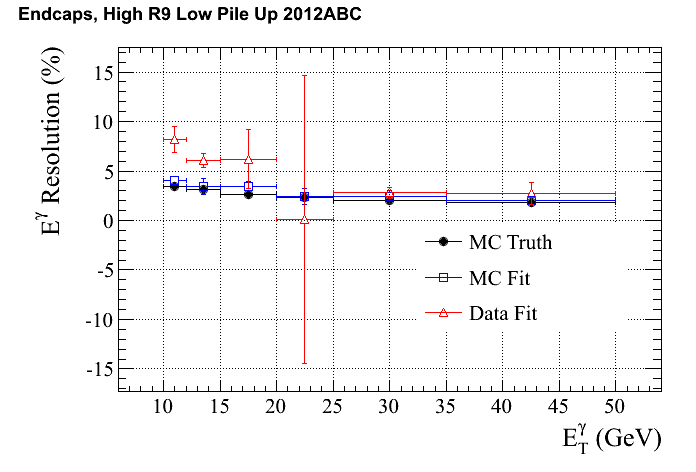 Endcaps, High R9 Low Pile Up 2012ABC
E^γ Resolution (%)
15
10
5
0
-5
-10
-15
MC Truth
MC Fit
Data Fit
10 15 20 25 30 35 40 45 50
E_T^γ (GeV)